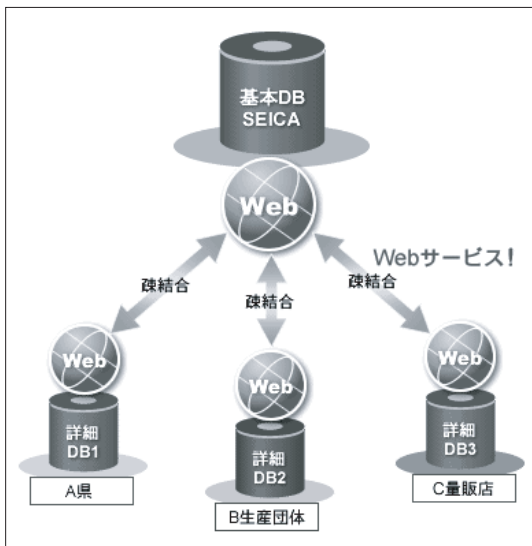 基本DB
SEICA
Web
Webサービス!
疎結合
疎結合
疎結合
Web
Web
Web
詳細
DB1
詳細
DB2
詳細
DB3
A県
B生産団体
C量販店